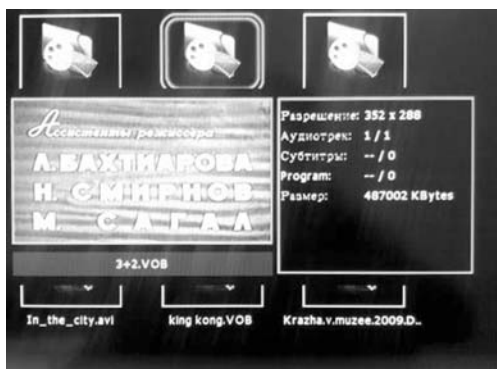 Ассистенты режиссёра
Л. БАХТИАРОВА
Н. СМИРНОВ
М. САГАЛ
3+2.VOB
Разрешение: 352 x 288
Аудиотрек: 1 / 1
Субтитры: -- / 0
Program: -- / 0
Размер: 487002 KBytes
In_the_city.avi
king kong.VOB
Krazha.v.muzee.2009.D..